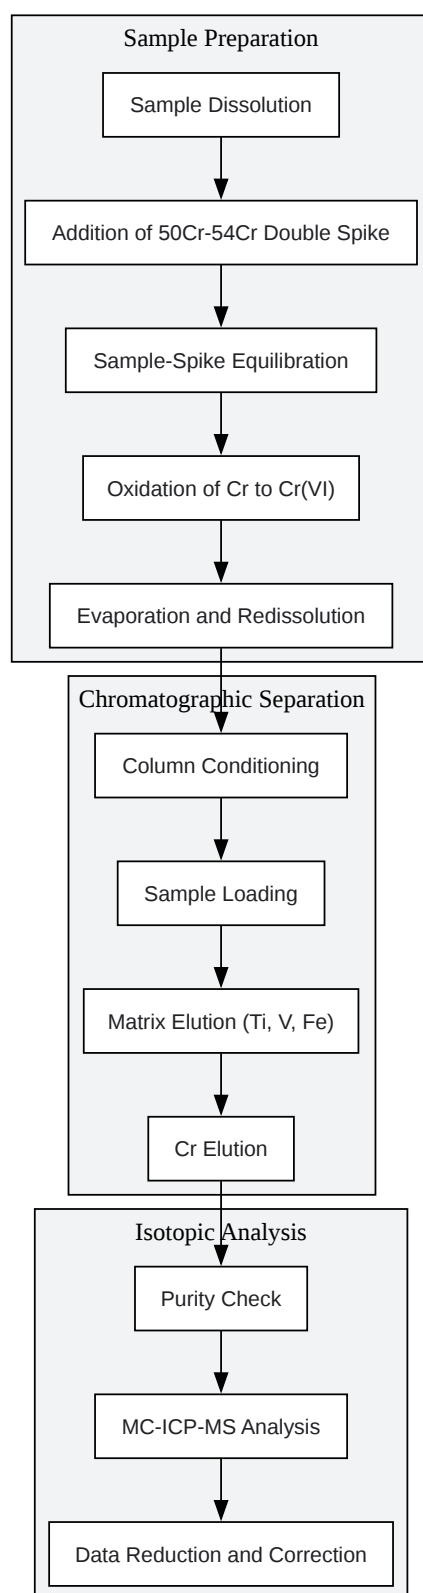 Sample Preparation
Sample Dissolution
Addition of 50Cr-54Cr Double Spike
Sample-Spike Equilibration
Oxidation of Cr to Cr(VI)
Evaporation and Redissolution
Chromatographic Separation
Column Conditioning
Sample Loading
Matrix Elution (Ti, V, Fe)
Cr Elution
Isotopic Analysis
Purity Check
MC-ICP-MS Analysis
Data Reduction and Correction